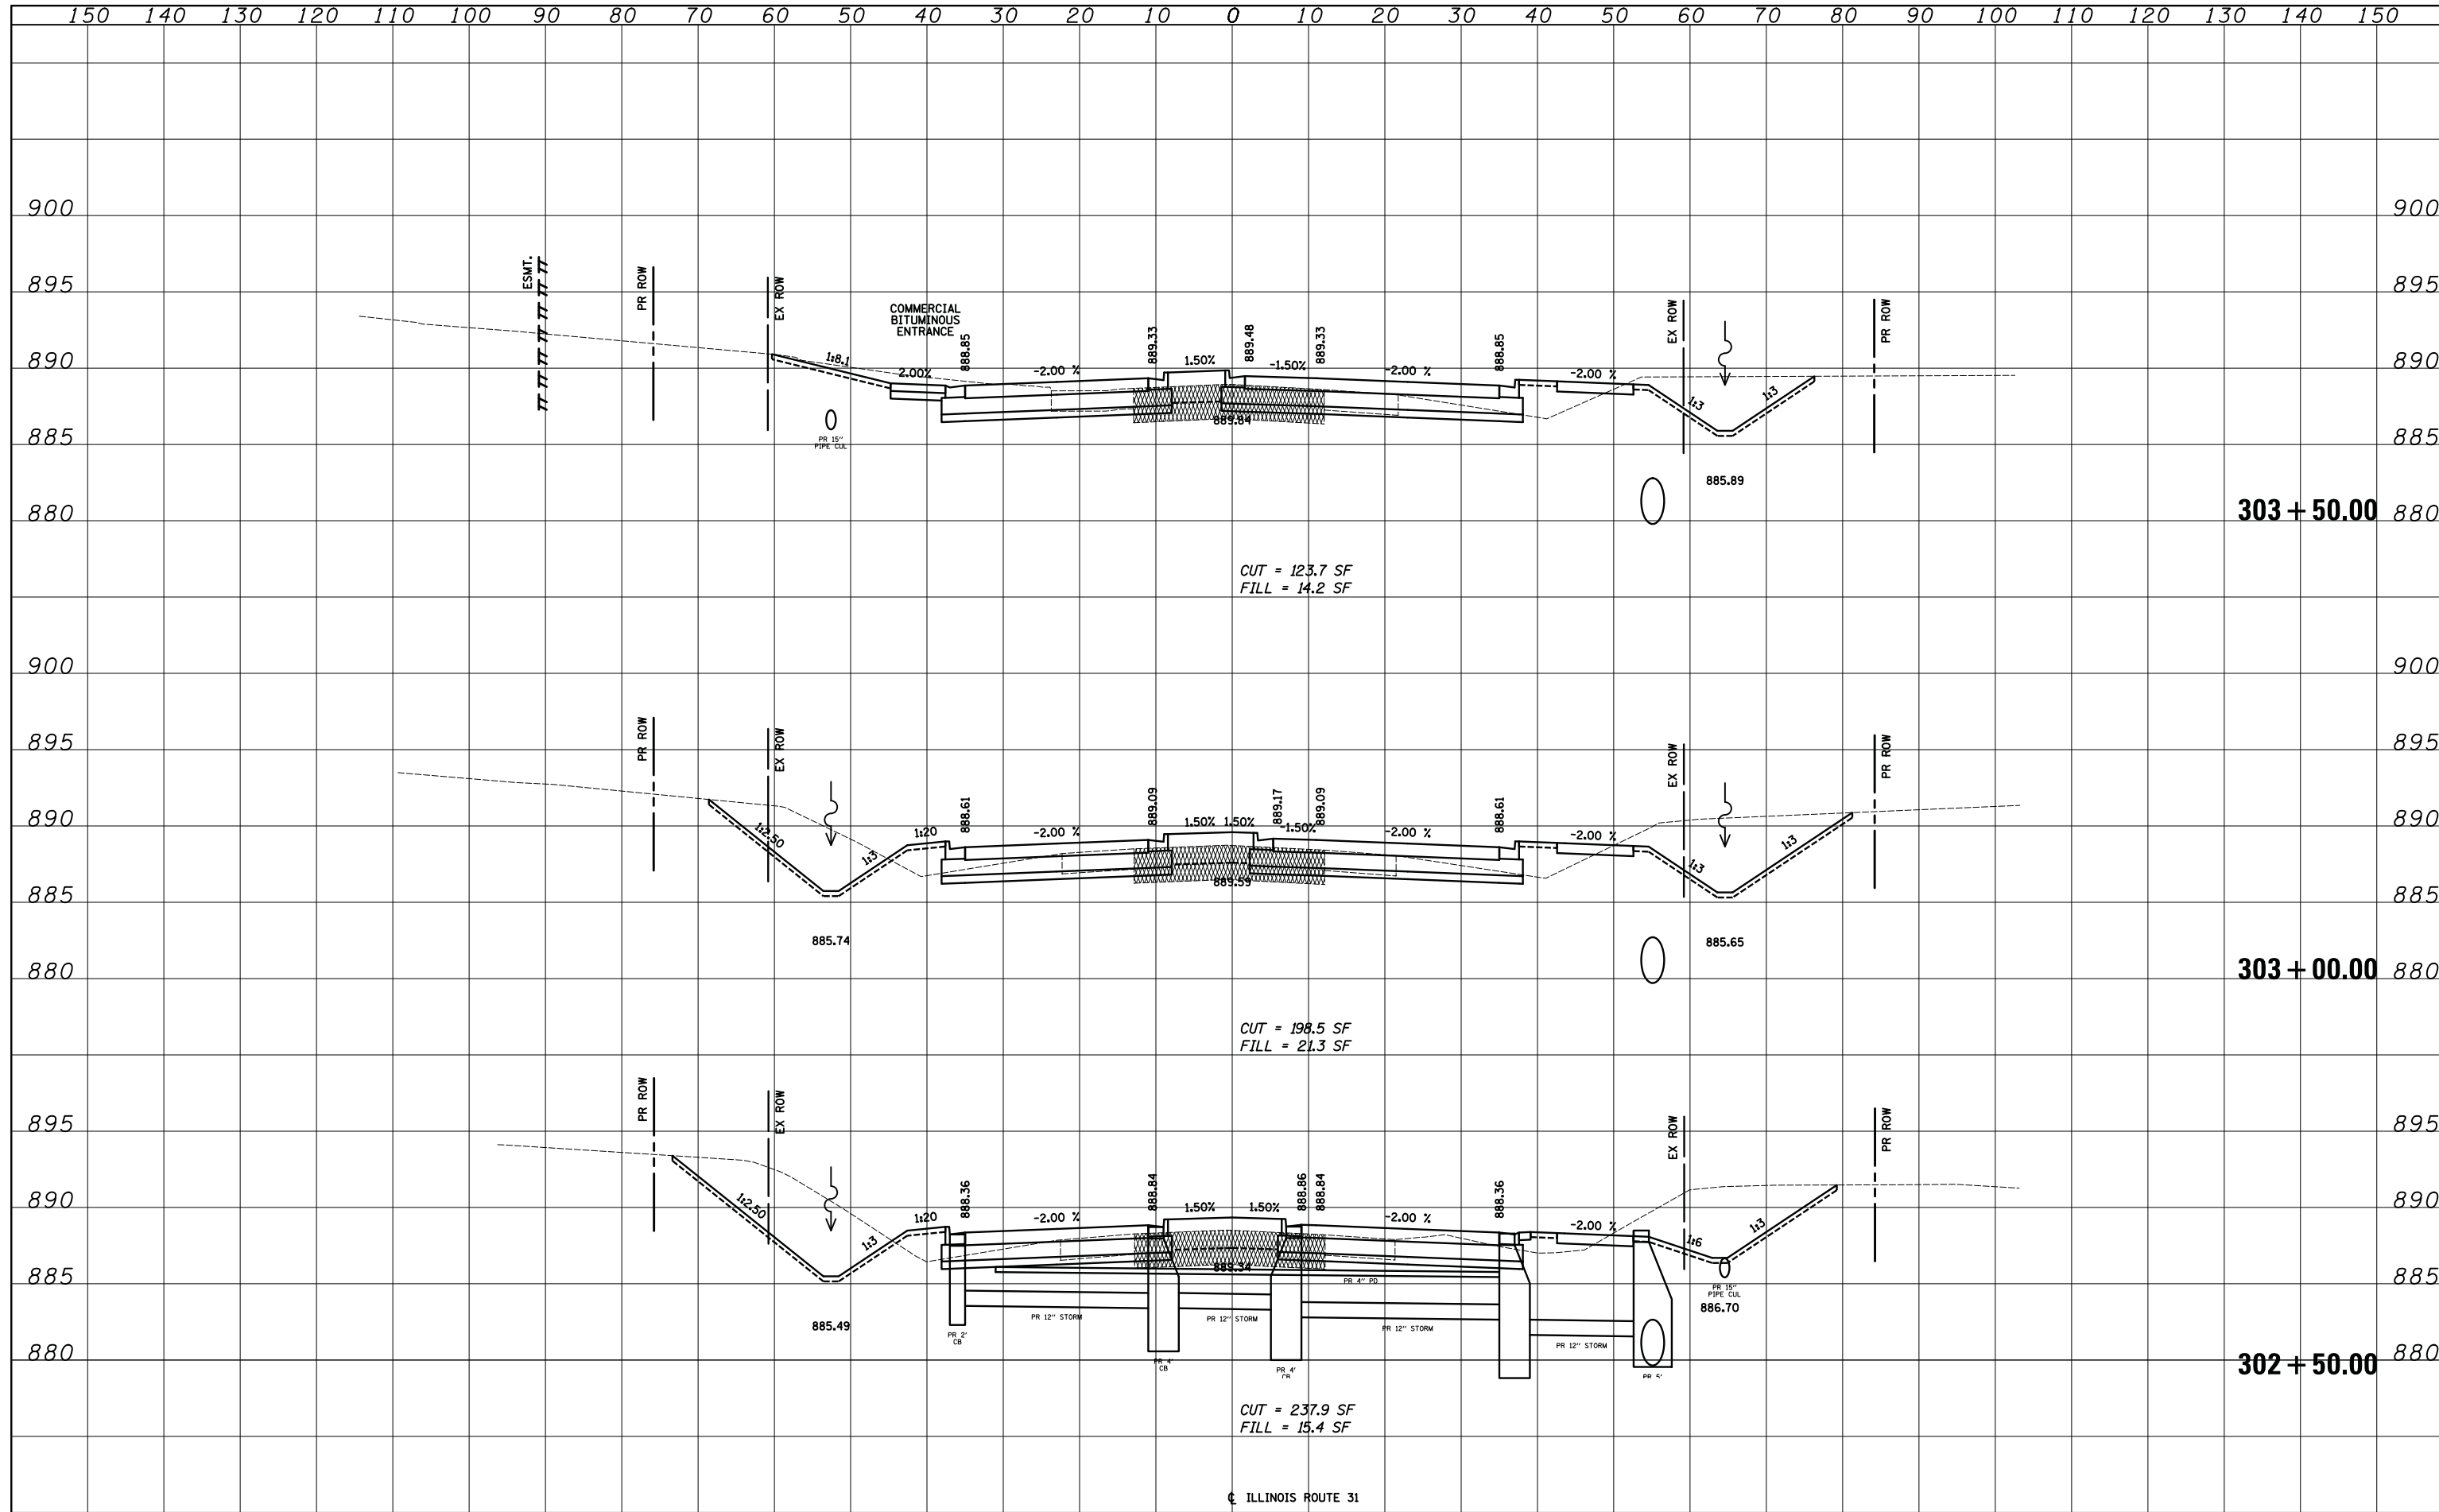 150 140 130 120 110 100 90 80 70 60 50 40 30 20 10 0 10 20 30 40 50 60 70 80 90 100 110 120 130 140 150
900 900
ESMT.
PR ROW
EX ROW
EX ROW
PR ROW
895 895
COMMERCIAL
BITUMINOUS
ENTRANCE
888.85
889.33
889.48
889.33
888.85
890 890
1:8.1
2.00%
-2.00 %
1.50%
-1.50%
-2.00 %
-2.00 %
1:3
1:3
889.84
PR 15"
PIPE CUL
885 885
885.89
303+50.00
880 880
CUT = 123.7 SF
FILL = 14.2 SF
900 900
PR ROW
EX ROW
EX ROW
PR ROW
895 895
888.61
889.09
889.17
889.09
888.61
890 890
1:2.50
1:3
1:20
-2.00 %
1.50%
1.50%
-1.50%
-2.00 %
-2.00 %
1:3
1:3
889.59
885 885
885.74
885.65
303+00.00
880 880
CUT = 198.5 SF
FILL = 21.3 SF
PR ROW
EX ROW
EX ROW
PR ROW
895 895
888.36
888.84
888.86
888.84
888.36
890 890
1:2.50
1:3
1:20
-2.00 %
1.50%
1.50%
-2.00 %
-2.00 %
1:6
1:3
889.34
885 885
PR 4" PD
PR 15"
PIPE CUL
886.70
885.49
PR 2'
CB
PR 12" STORM
PR 12" STORM
PR 12" STORM
PR 12" STORM
880 880
PR 4'
CB
PR 4'
CB
PR 5'
302+50.00
CUT = 237.9 SF
FILL = 15.4 SF
℄ ILLINOIS ROUTE 31